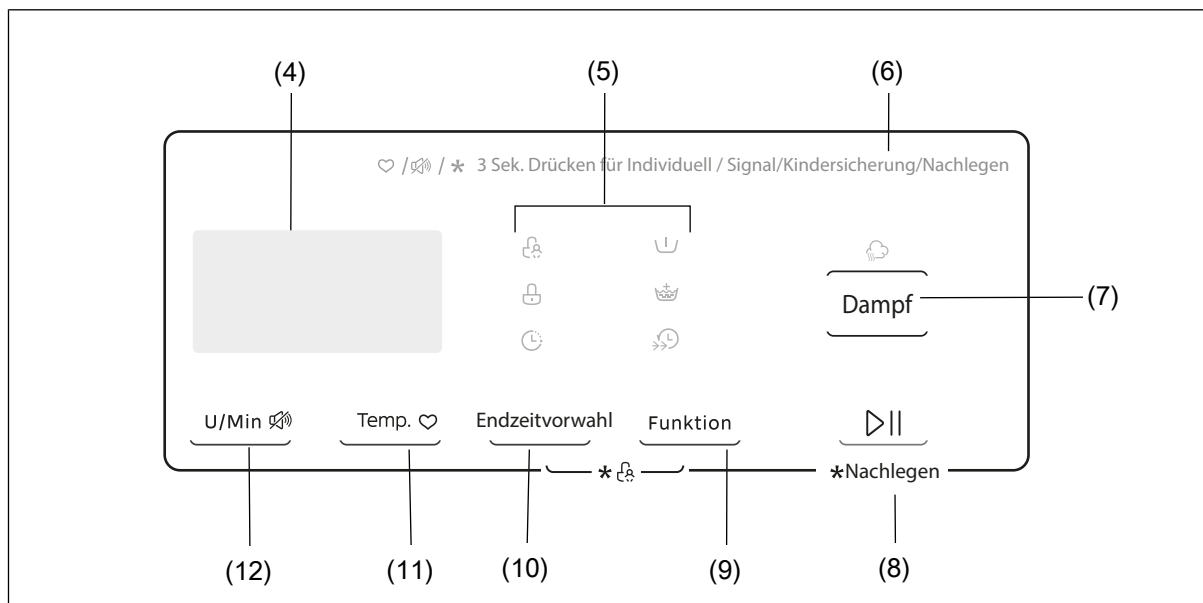 (4) (5) (6)
/ / * 3 Sek. Drücken für Individuell / Signal/Kindersicherung/Nachlegen
Dampf (7)
U/Min Temp. Endzeitvorwahl Funktion
* *Nachlegen
(12) (11) (10) (9) (8)